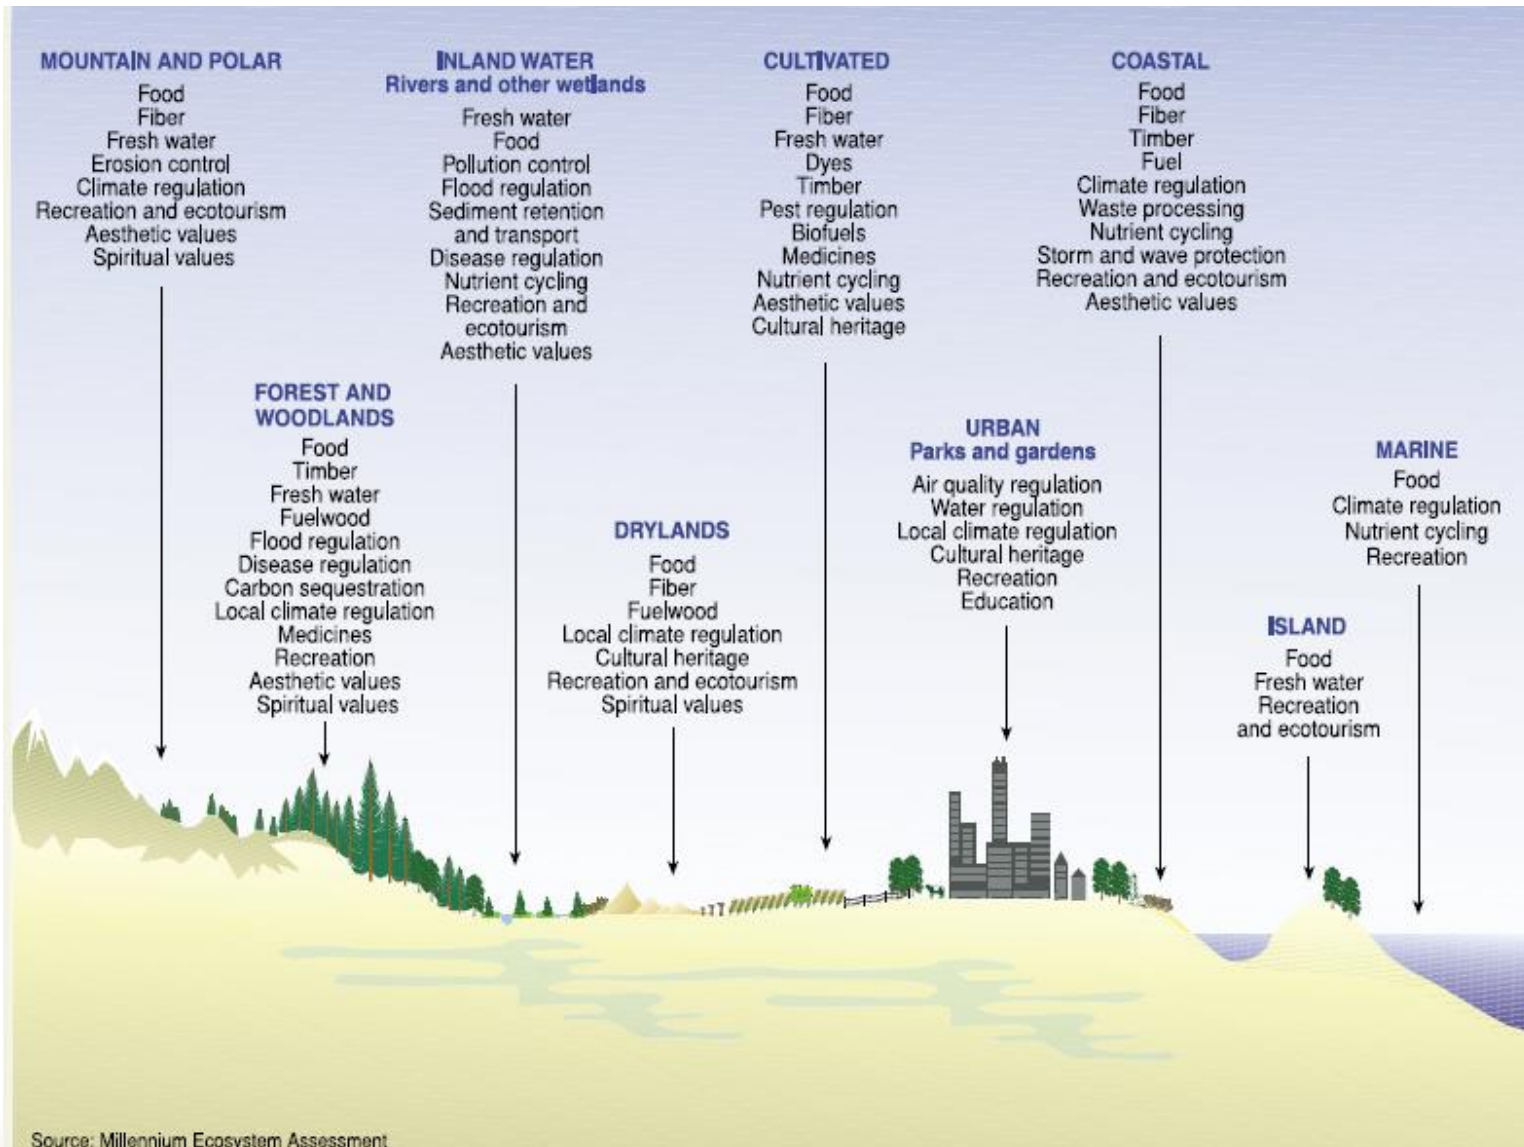 MOUNTAIN AND POLAR
Food
Fiber
Fresh water
Erosion control
Climate regulation
Recreation and ecotourism
Aesthetic values
Spiritual values
INLAND WATER
Rivers and other wetlands
Fresh water
Food
Pollution control
Flood regulation
Sediment retention
and transport
Disease regulation
Nutrient cycling
Recreation and
ecotourism
Aesthetic values
CULTIVATED
Food
Fiber
Fresh water
Dyes
Timber
Pest regulation
Biofuels
Medicines
Nutrient cycling
Aesthetic values
Cultural heritage
COASTAL
Food
Fiber
Timber
Fuel
Climate regulation
Waste processing
Nutrient cycling
Storm and wave protection
Recreation and ecotourism
Aesthetic values
FOREST AND
WOODLANDS
Food
Timber
Fresh water
Fuelwood
Flood regulation
Disease regulation
Carbon sequestration
Local climate regulation
Medicines
Recreation
Aesthetic values
Spiritual values
DRYLANDS
Food
Fiber
Fuelwood
Local climate regulation
Cultural heritage
Recreation and ecotourism
Spiritual values
URBAN
Parks and gardens
Air quality regulation
Water regulation
Local climate regulation
Cultural heritage
Recreation
Education
MARINE
Food
Climate regulation
Nutrient cycling
Recreation
ISLAND
Food
Fresh water
Recreation
and ecotourism
Source: Millennium Ecosystem Assessment